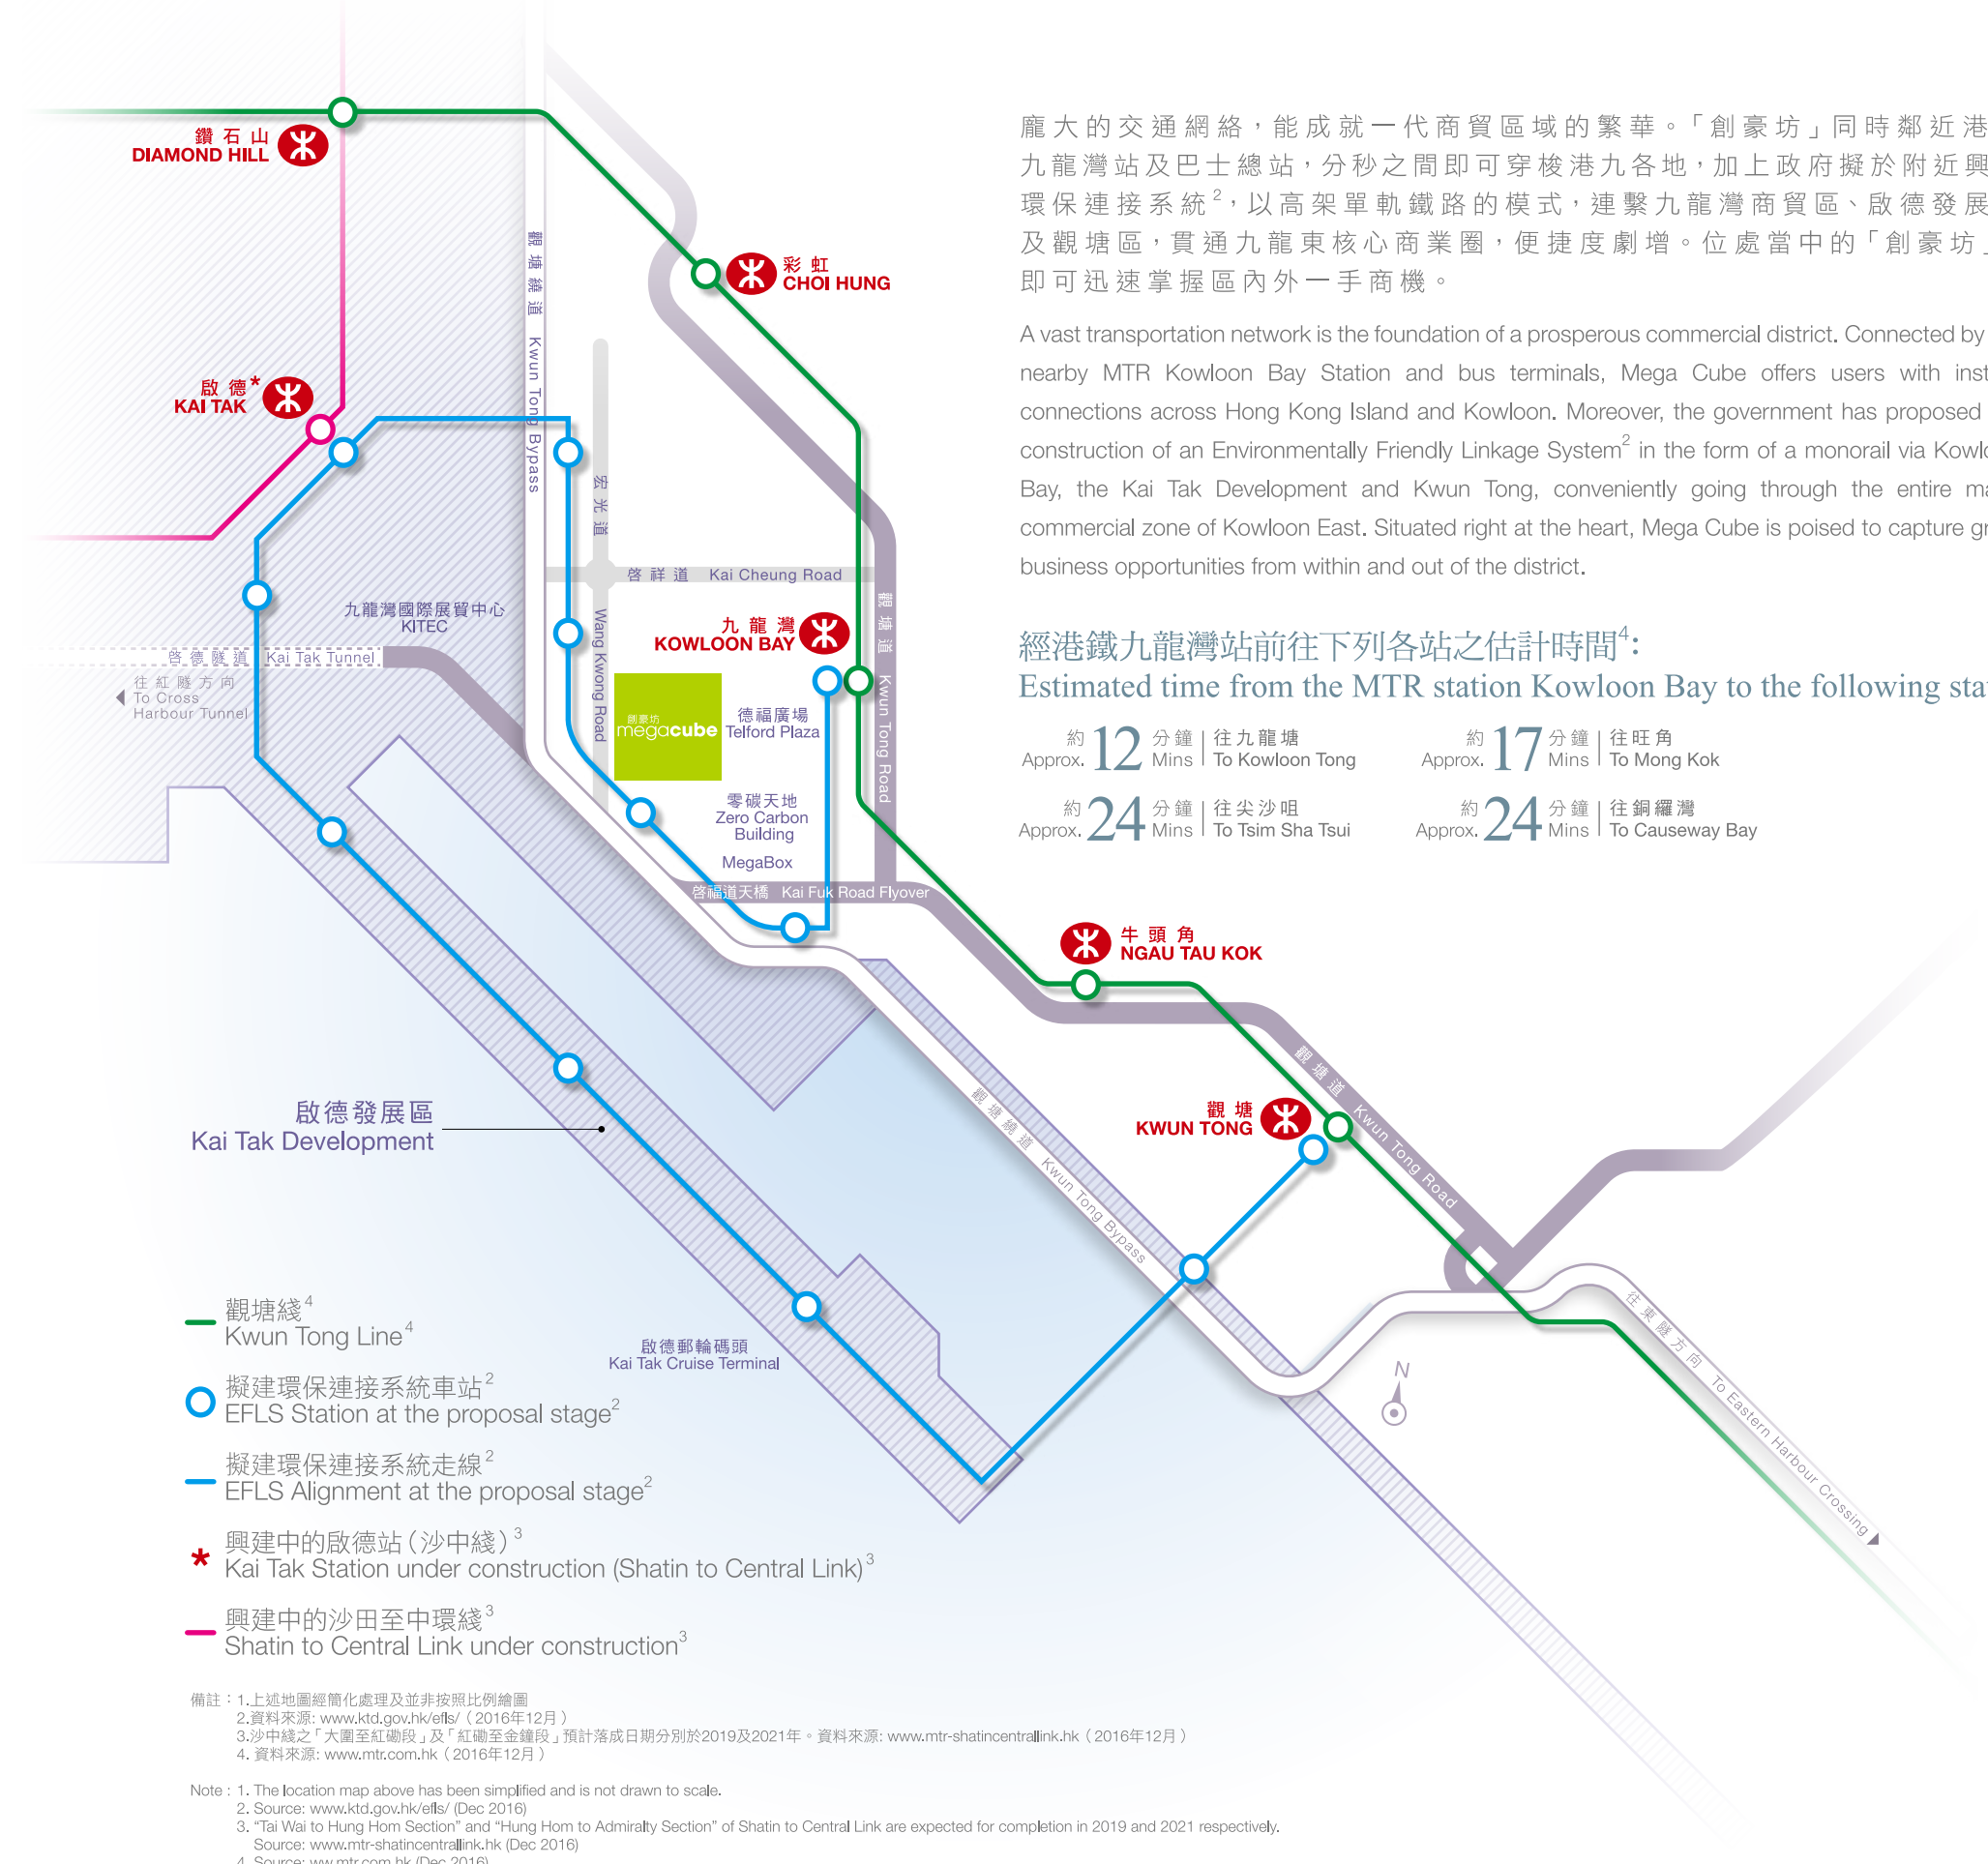 鑽石山
DIAMOND HILL
龐大的交通網絡，能成就一代商貿區域的繁華。「創豪坊」同時鄰近港
九龍灣站及巴士總站，分秒之間即可穿梭港九各地，加上政府擬於附近興
環保連接系統2，以高架單軌鐵路的模式，連繫九龍灣商貿區、啟德發展
及觀塘區，貫通九龍東核心商業圈，便捷度劇增。位處當中的「創豪坊」
即可迅速掌握區內外一手商機。
A vast transportation network is the foundation of a prosperous commercial district. Connected by
nearby MTR Kowloon Bay Station and bus terminals, Mega Cube offers users with inst
connections across Hong Kong Island and Kowloon. Moreover, the government has proposed
construction of an Environmentally Friendly Linkage System2 in the form of a monorail via Kowlo
Bay, the Kai Tak Development and Kwun Tong, conveniently going through the entire ma
commercial zone of Kowloon East. Situated right at the heart, Mega Cube is poised to capture gr
business opportunities from within and out of the district.
彩虹
CHOI HUNG
觀塘繞道 Kwun Tong Bypass
啟德*
KAI TAK
宏光道
Wang Kwong Road
啓祥道 Kai Cheung Road
九龍灣國際展貿中心
KITEC
九龍灣
KOWLOON BAY
觀塘道 Kwun Tong Road
啓德隧道 Kai Tak Tunnel
往紅隧方向
To Cross
Harbour Tunnel
創豪坊
megacube
德福廣場
Telford Plaza
零碳天地
Zero Carbon
Building
MegaBox
啓福道天橋 Kai Fuk Road Flyover
經港鐵九龍灣站前往下列各站之估計時間4：
Estimated time from the MTR station Kowloon Bay to the following sta
約 12 分鐘 | 往九龍塘
Approx. Mins To Kowloon Tong
約 17 分鐘 | 往旺角
Approx. Mins To Mong Kok
約 24 分鐘 | 往尖沙咀
Approx. Mins To Tsim Sha Tsui
約 24 分鐘 | 往銅羅灣
Approx. Mins To Causeway Bay
牛頭角
NGAU TAU KOK
觀塘道 Kwun Tong Road
觀塘
KWUN TONG
觀塘繞道 Kwun Tong Bypass
啟德發展區
Kai Tak Development
啟德郵輪碼頭
Kai Tak Cruise Terminal
往東隧方向 To Eastern Harbour Crossing
N
觀塘綫4
Kwun Tong Line4
擬建環保連接系統車站2
EFLS Station at the proposal stage2
擬建環保連接系統走線2
EFLS Alignment at the proposal stage2
* 興建中的啟德站（沙中綫）3
Kai Tak Station under construction (Shatin to Central Link)3
興建中的沙田至中環綫3
Shatin to Central Link under construction3
備註：1.上述地圖經簡化處理及並非按照比例繪圖
2.資料來源: www.ktd.gov.hk/efls/（2016年12月）
3.沙中綫之「大圍至紅磡段」及「紅磡至金鐘段」預計落成日期分別於2019及2021年。資料來源: www.mtr-shatincentrallink.hk（2016年12月）
4. 資料來源: www.mtr.com.hk（2016年12月）
Note : 1. The location map above has been simplified and is not drawn to scale.
2. Source: www.ktd.gov.hk/efls/ (Dec 2016)
3. “Tai Wai to Hung Hom Section” and “Hung Hom to Admiralty Section” of Shatin to Central Link are expected for completion in 2019 and 2021 respectively.
Source: www.mtr-shatincentrallink.hk (Dec 2016)
4. Source: ww.mtr.com.hk (Dec 2016)